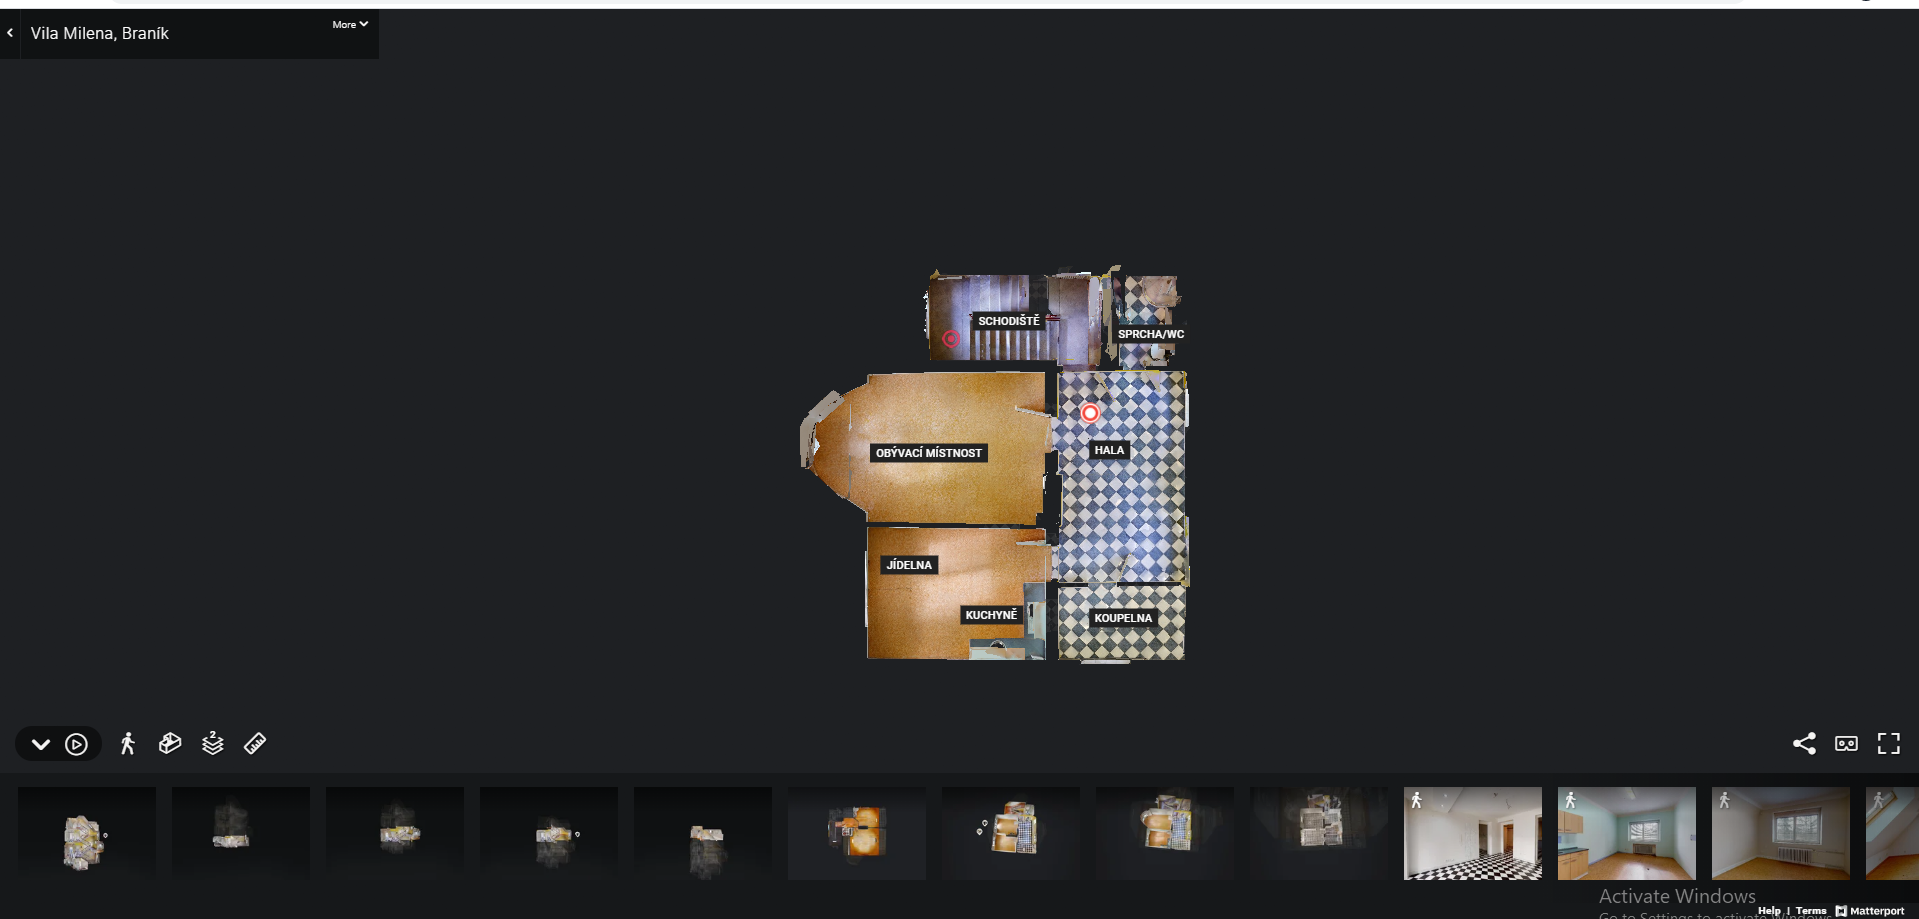 Vila Milena, Braník
More
SCHODIŠTĚ
SPRCHA/WC
OBÝVACÍ MÍSTNOST
HALA
JÍDELNA
KUCHYNĚ
KOUPELNA
2
Activate Windows
Go to Settings to activate Windows
Help | Terms
Matterport